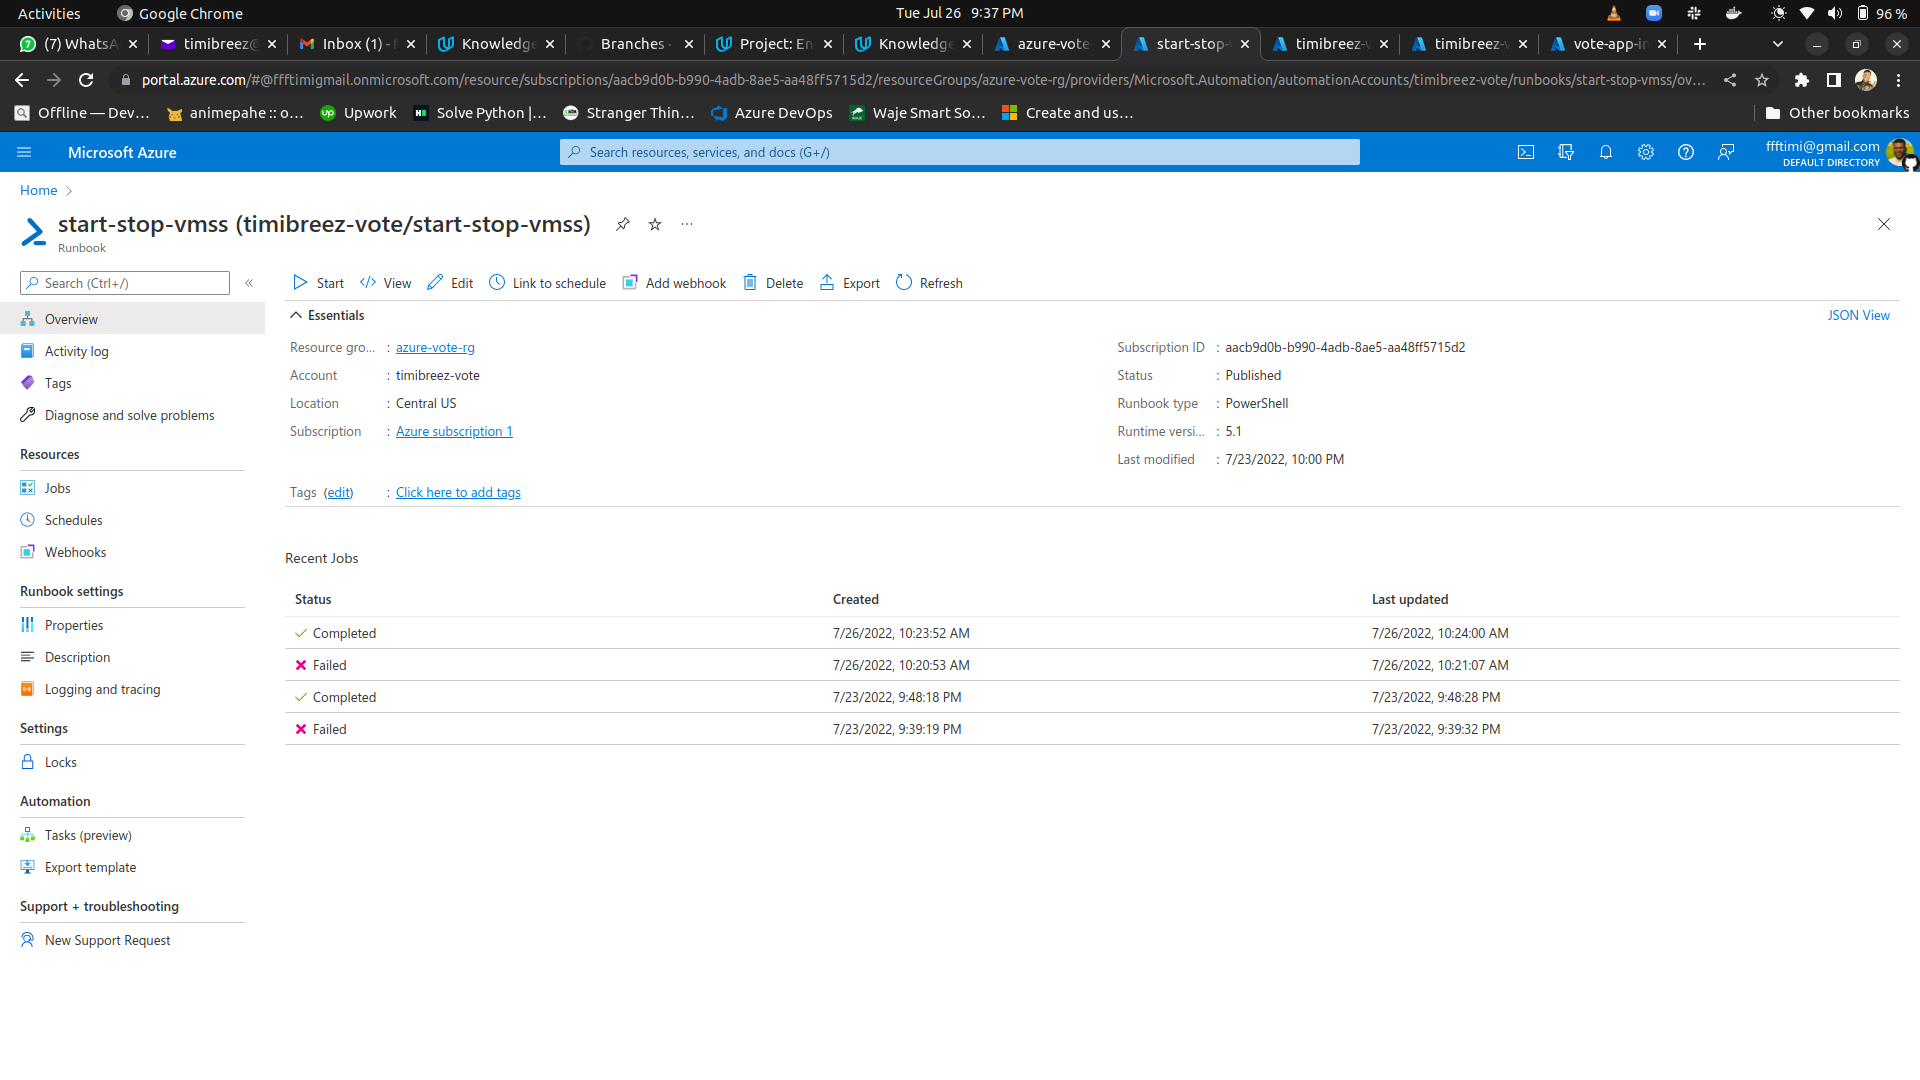 Activities Google Chrome Tue Jul 26 9:37 PM 96 %
(7) WhatsA timibreez@ Inbox (1) - f Knowledge Branches · Project: En Knowledge azure-vote start-stop- timibreez-v timibreez-v vote-app-in
portal.azure.com/#@ffftimigmail.onmicrosoft.com/resource/subscriptions/aacb9d0b-b990-4adb-8ae5-aa48ff5715d2/resourceGroups/azure-vote-rg/providers/Microsoft.Automation/automationAccounts/timibreez-vote/runbooks/start-stop-vmss/ov...
Offline — Dev... animepahe :: o... Upwork Solve Python |... Stranger Thin... Azure DevOps Waje Smart So... Create and us... Other bookmarks
Microsoft Azure Search resources, services, and docs (G+/) ffftimi@gmail.com
DEFAULT DIRECTORY
Home
start-stop-vmss (timibreez-vote/start-stop-vmss) ...
Runbook
Search (Ctrl+/) «
Start View Edit Link to schedule Add webhook Delete Export Refresh
Overview
Activity log
Tags
Diagnose and solve problems
Resources
Jobs
Schedules
Webhooks
Runbook settings
Properties
Description
Logging and tracing
Settings
Locks
Automation
Tasks (preview)
Export template
Support + troubleshooting
New Support Request
Essentials JSON View
Resource gro... : azure-vote-rg
Account : timibreez-vote
Location : Central US
Subscription : Azure subscription 1
Subscription ID : aacb9d0b-b990-4adb-8ae5-aa48ff5715d2
Status : Published
Runbook type : PowerShell
Runtime versi... : 5.1
Last modified : 7/23/2022, 10:00 PM
Tags (edit) : Click here to add tags
Recent Jobs
Status Created Last updated
Completed 7/26/2022, 10:23:52 AM 7/26/2022, 10:24:00 AM
Failed 7/26/2022, 10:20:53 AM 7/26/2022, 10:21:07 AM
Completed 7/23/2022, 9:48:18 PM 7/23/2022, 9:48:28 PM
Failed 7/23/2022, 9:39:19 PM 7/23/2022, 9:39:32 PM